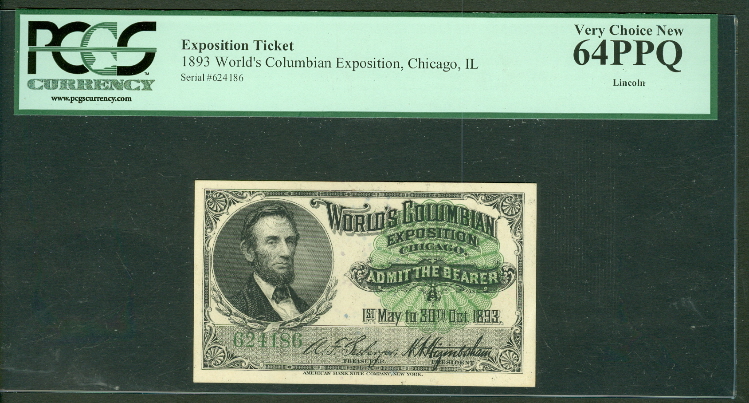 PCGS
CURRENCY
www.pcgscurrency.com
Exposition Ticket
1893 World's Columbian Exposition, Chicago, IL
Serial #624186
Very Choice New
64PPQ
Lincoln
WORLD'S COLUMBIAN
EXPOSITION
CHICAGO.
ADMIT THE BEARER
1ST May to 30TH Oct. 1893.
624186
TREASURER. PRESIDENT
AMERICAN BANK NOTE COMPANY, NEW YORK.